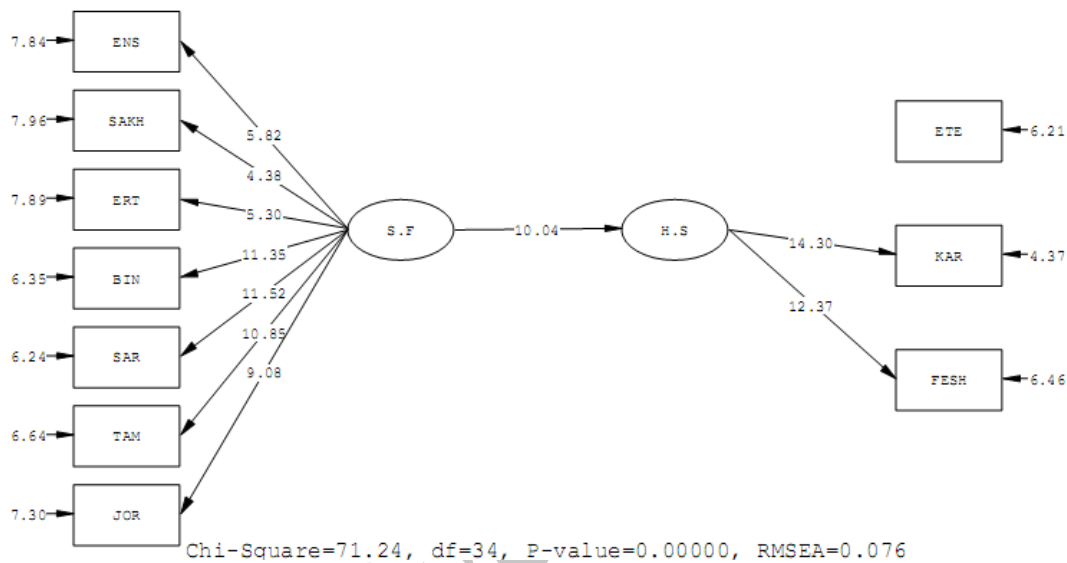 7.84 ENS
5.82
7.96 SAKH
4.38
7.89 ERT
5.30
6.35 BIN
11.35
6.24 SAR
11.52
6.64 TAM
10.85
7.30 JOR
9.08
S.F
10.04
H.S
ETE 6.21
14.30
KAR 4.37
12.37
FESH 6.46
Chi-Square=71.24, df=34, P-value=0.00000, RMSEA=0.076